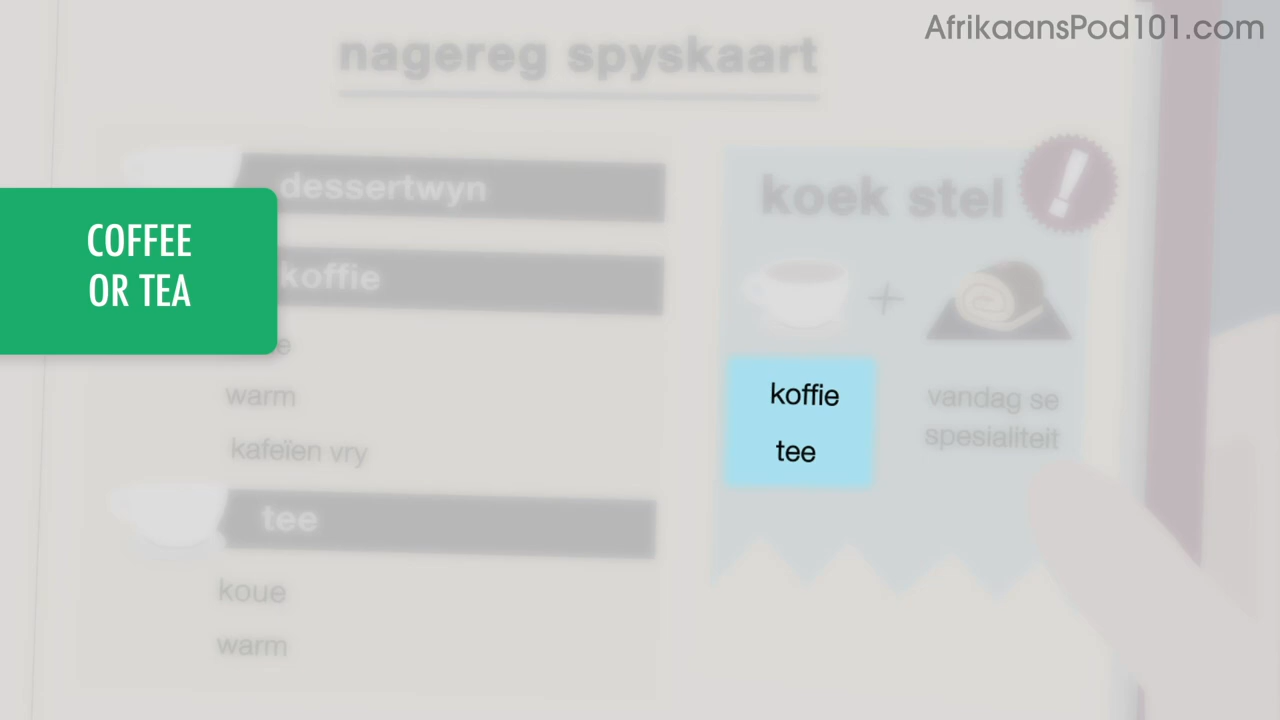 AfrikaansPod101.com
nagereg spyskaart
dessertwyn
COFFEE
OR TEA
koffie
warm
kafeïen vry
tee
koue
warm
koek stel
!
+
koffie
tee
vandag se
spesialiteit